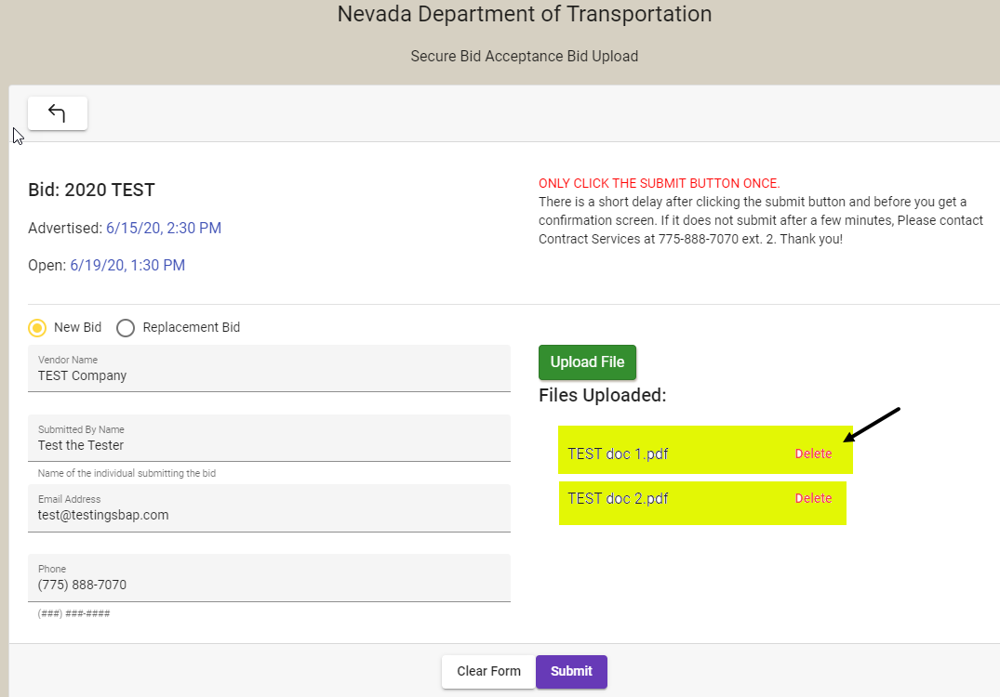 Nevada Department of Transportation
Secure Bid Acceptance Bid Upload
Bid: 2020 TEST
Advertised: 6/15/20, 2:30 PM
Open: 6/19/20, 1:30 PM
ONLY CLICK THE SUBMIT BUTTON ONCE.
There is a short delay after clicking the submit button and before you get a
confirmation screen. If it does not submit after a few minutes, Please contact
Contract Services at 775-888-7070 ext. 2. Thank you!
New Bid Replacement Bid
Vendor Name
TEST Company
Submitted By Name
Test the Tester
Name of the individual submitting the bid
Email Address
test@testingsbap.com
Phone
(775) 888-7070
(###) ###-####
Upload File
Files Uploaded:
TEST doc 1.pdf Delete
TEST doc 2.pdf Delete
Clear Form Submit